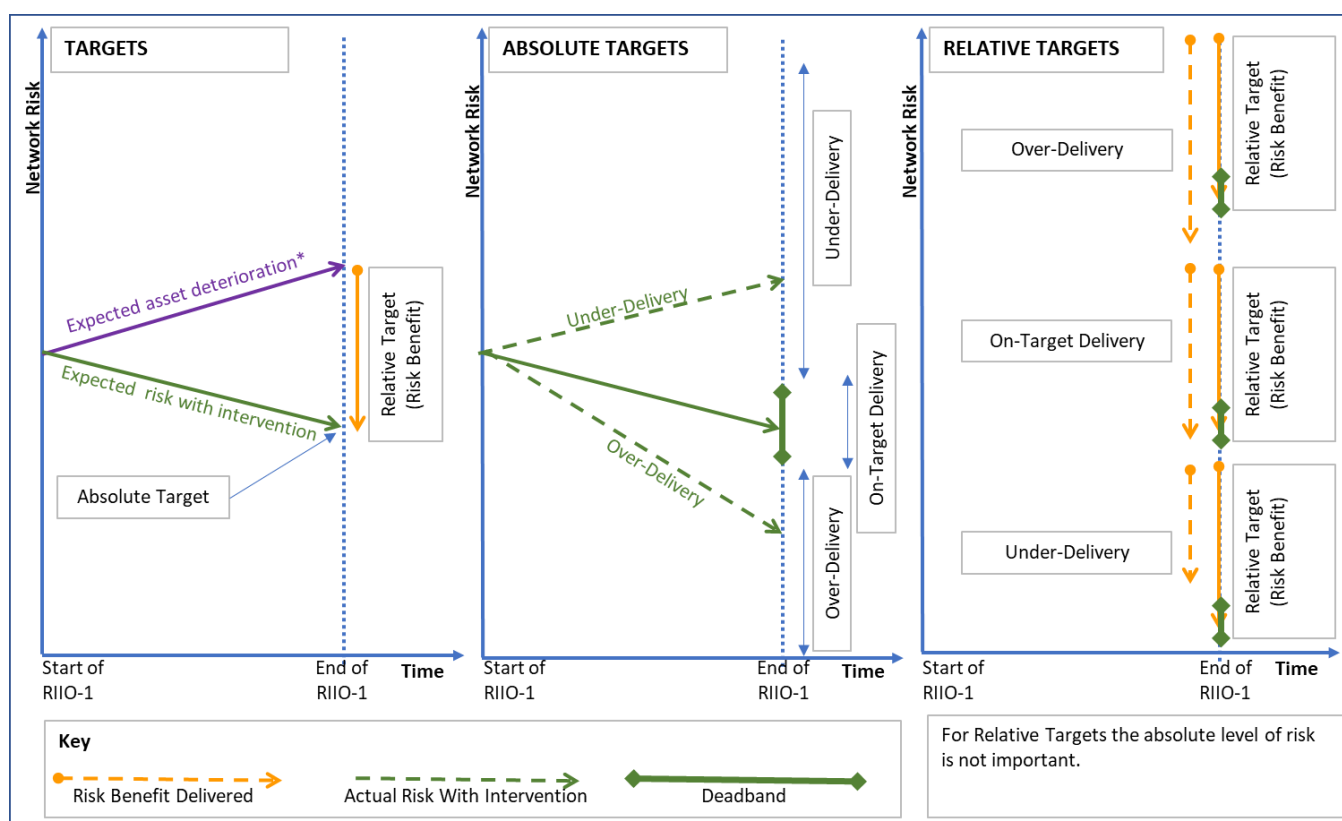 TARGETS
Network Risk
Expected asset deterioration*
Expected risk with intervention
Relative Target
(Risk Benefit)
Absolute Target
Start of
RIIO-1
End of
RIIO-1
Time
ABSOLUTE TARGETS
Network Risk
Under-Delivery
Under-Delivery
On-Target Delivery
Over-Delivery
Over-Delivery
Start of
RIIO-1
End of
RIIO-1
Time
RELATIVE TARGETS
Network Risk
Over-Delivery
Relative Target
(Risk Benefit)
On-Target Delivery
Relative Target
(Risk Benefit)
Under-Delivery
Relative Target
(Risk Benefit)
Start of
RIIO-1
End of
RIIO-1
Time
Key
Risk Benefit Delivered
Actual Risk With Intervention
Deadband
For Relative Targets the absolute level of risk
is not important.